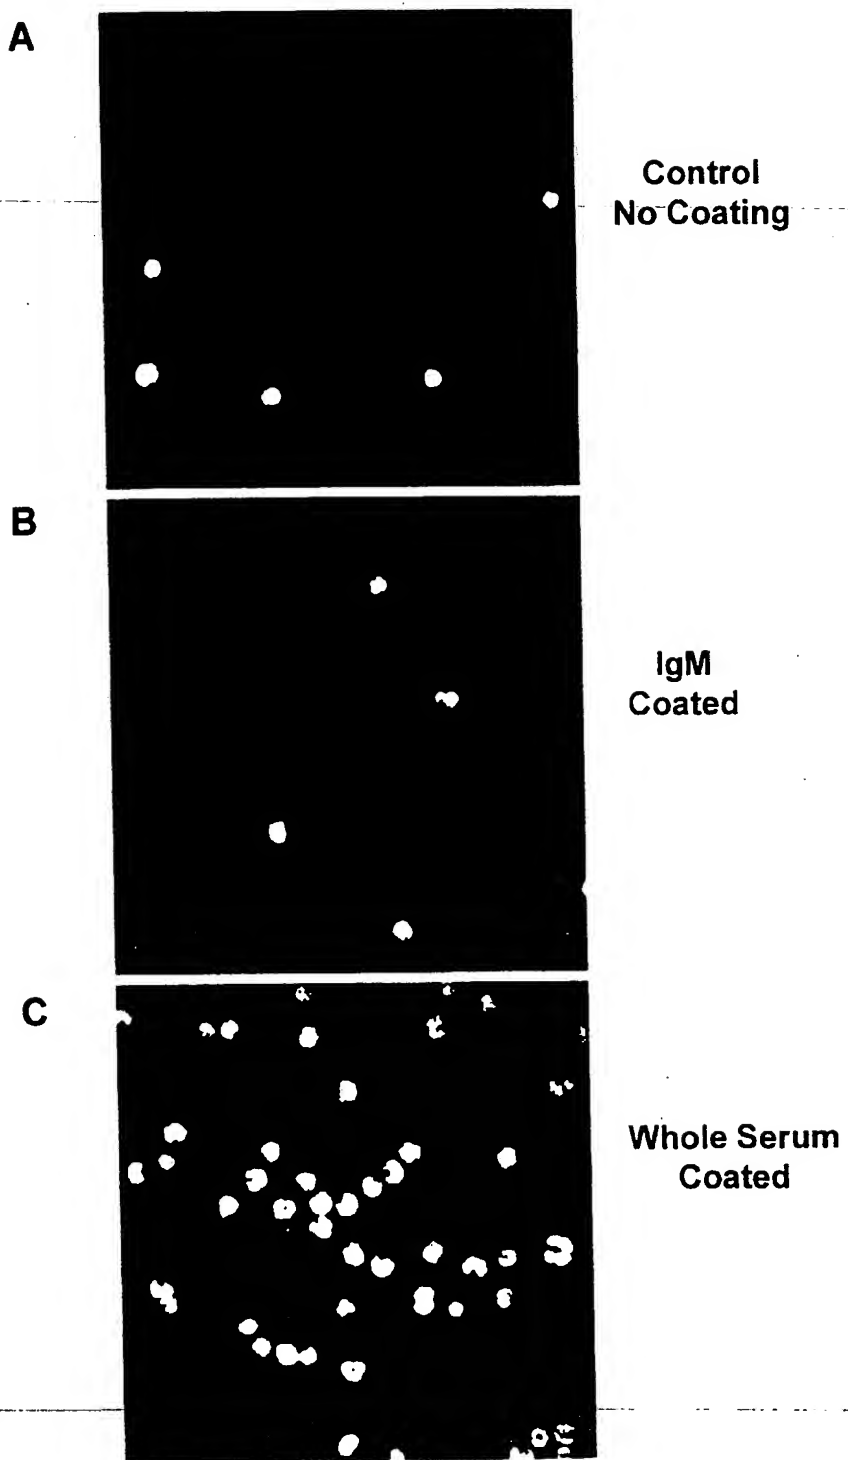 A
Control
No Coating
B
IgM
Coated
C
Whole Serum
Coated